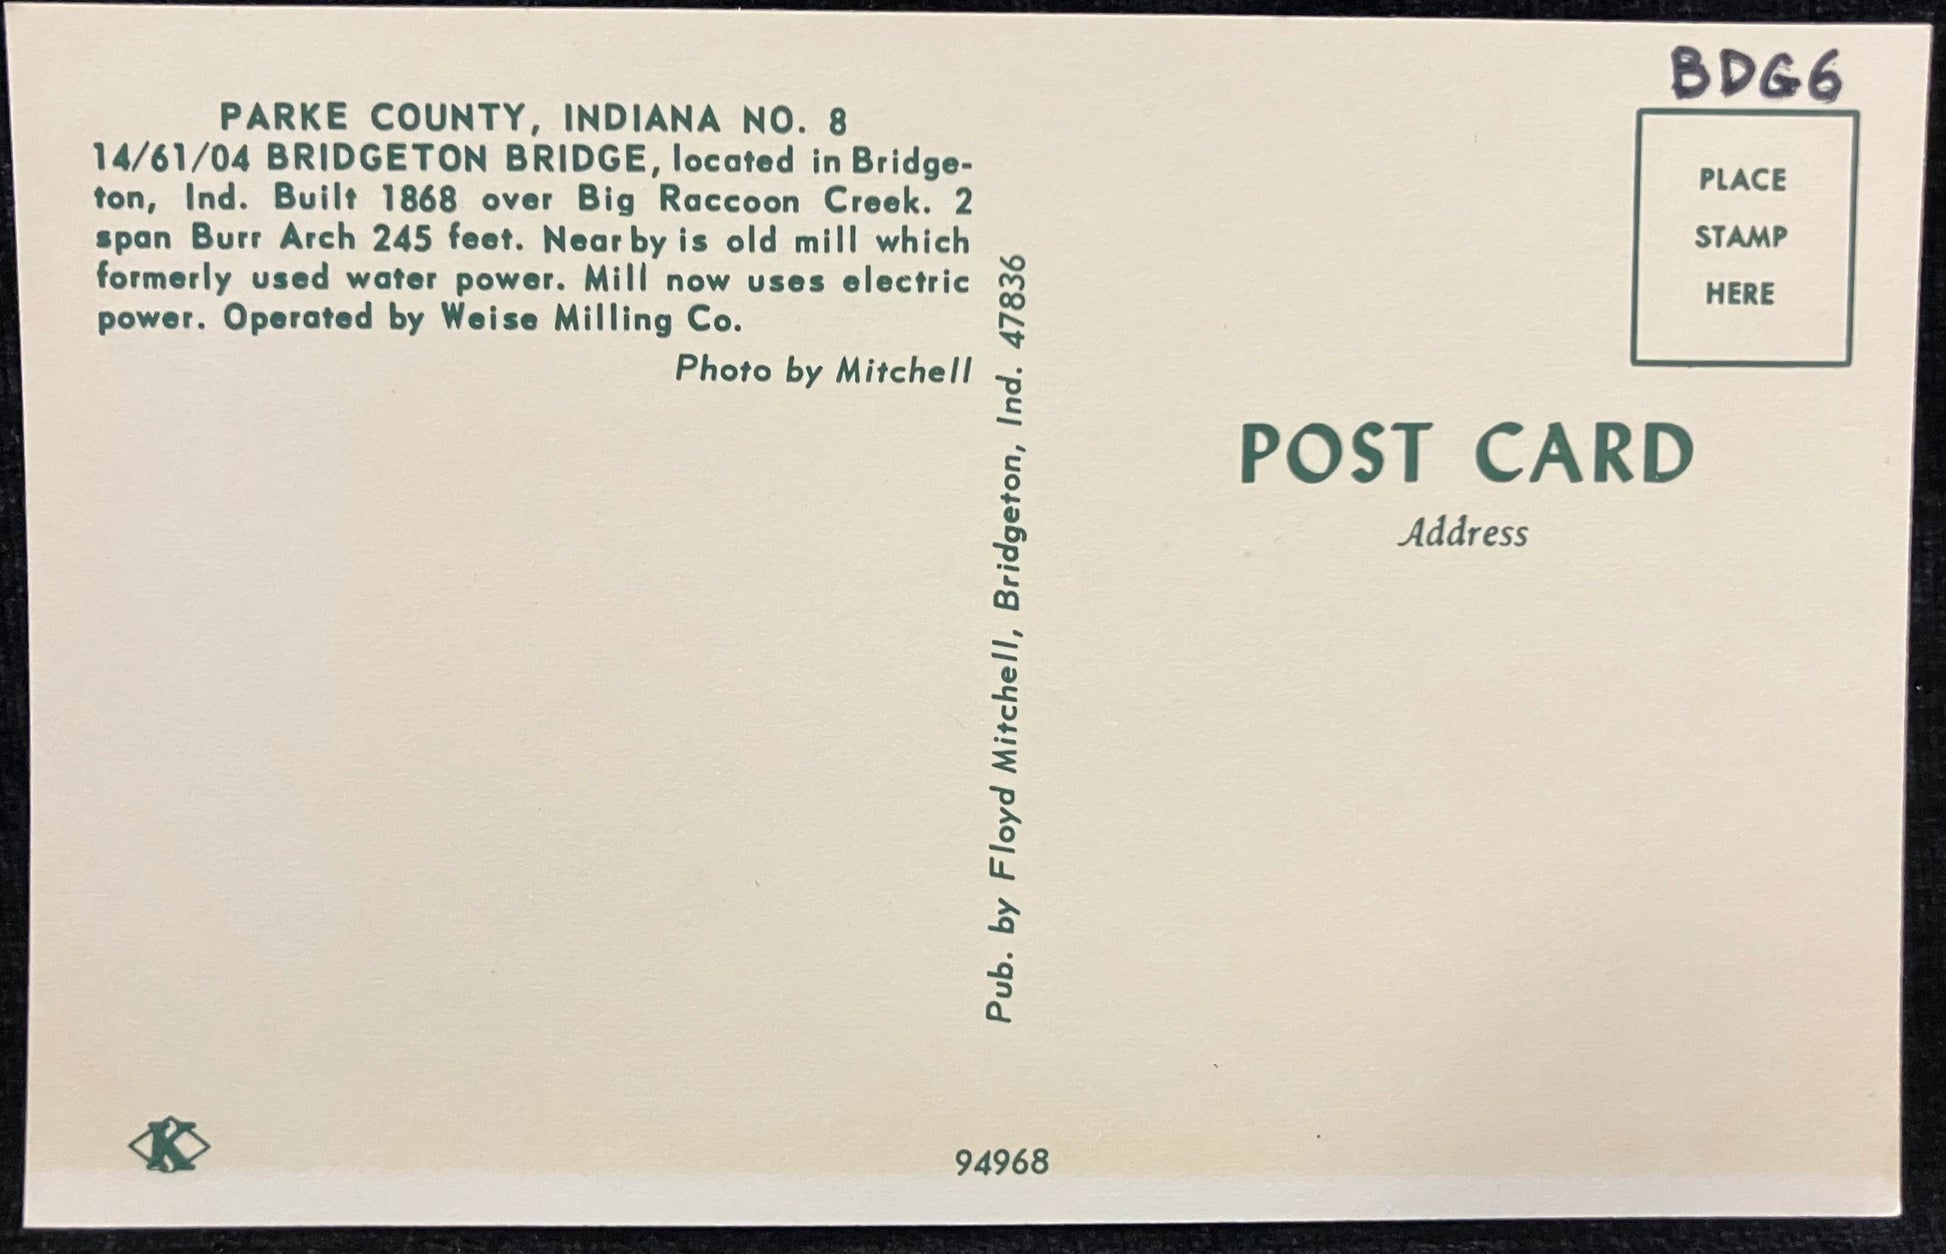 BDG6
PARKE COUNTY, INDIANA NO. 8
14/61/04 BRIDGETON BRIDGE, located in Bridge-
ton, Ind. Built 1868 over Big Raccoon Creek. 2
span Burr Arch 245 feet. Near by is old mill which
formerly used water power. Mill now uses electric
power. Operated by Weise Milling Co.
Photo by Mitchell
Pub. by Floyd Mitchell, Bridgeton, Ind. 47836
PLACE
STAMP
HERE
POST CARD
Address
K
94968